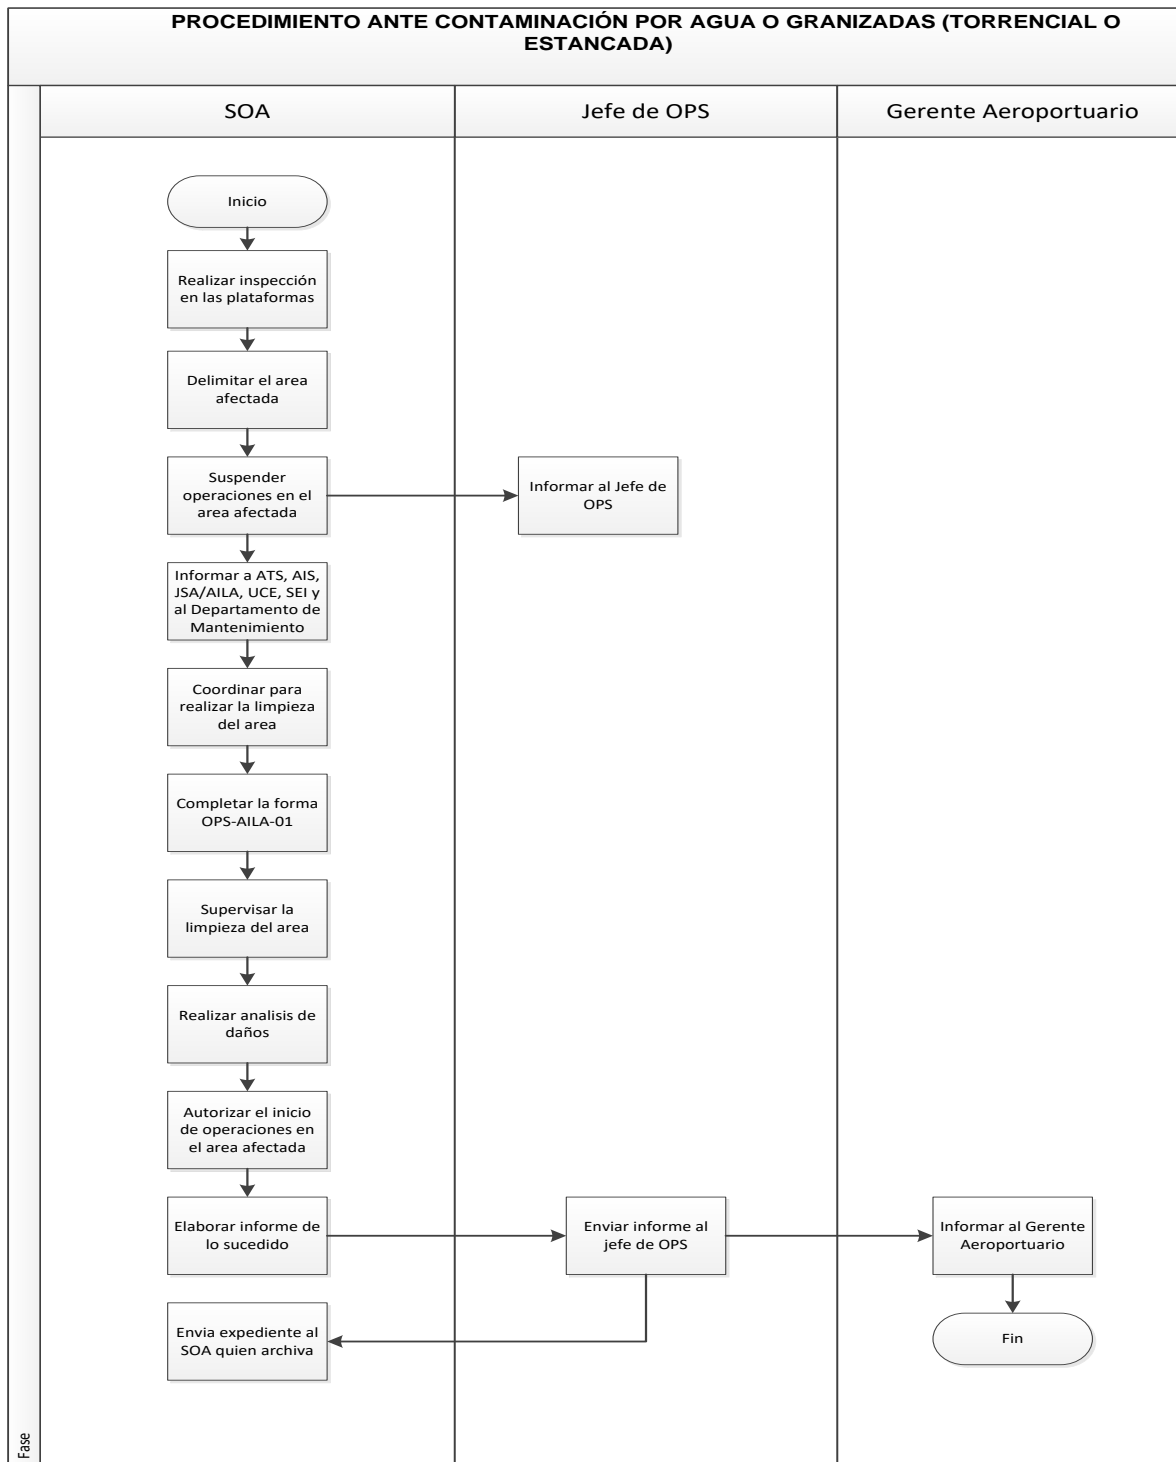 PROCEDIMIENTO ANTE CONTAMINACIÓN POR AGUA O GRANIZADAS (TORRENCIAL O
ESTANCADA)
SOA
Jefe de OPS
Gerente Aeroportuario
Inicio
Realizar inspección
en las plataformas
Delimitar el area
afectada
Suspender
operaciones en el
area afectada
Informar al Jefe de
OPS
Informar a ATS, AIS,
JSA/AILA, UCE, SEI y
al Departamento de
Mantenimiento
Coordinar para
realizar la limpieza
del area
Completar la forma
OPS-AILA-01
Supervisar la
limpieza del area
Realizar analisis de
daños
Autorizar el inicio
de operaciones en
el area afectada
Elaborar informe de
lo sucedido
Enviar informe al
jefe de OPS
Informar al Gerente
Aeroportuario
Envia expediente al
SOA quien archiva
Fin
Fase